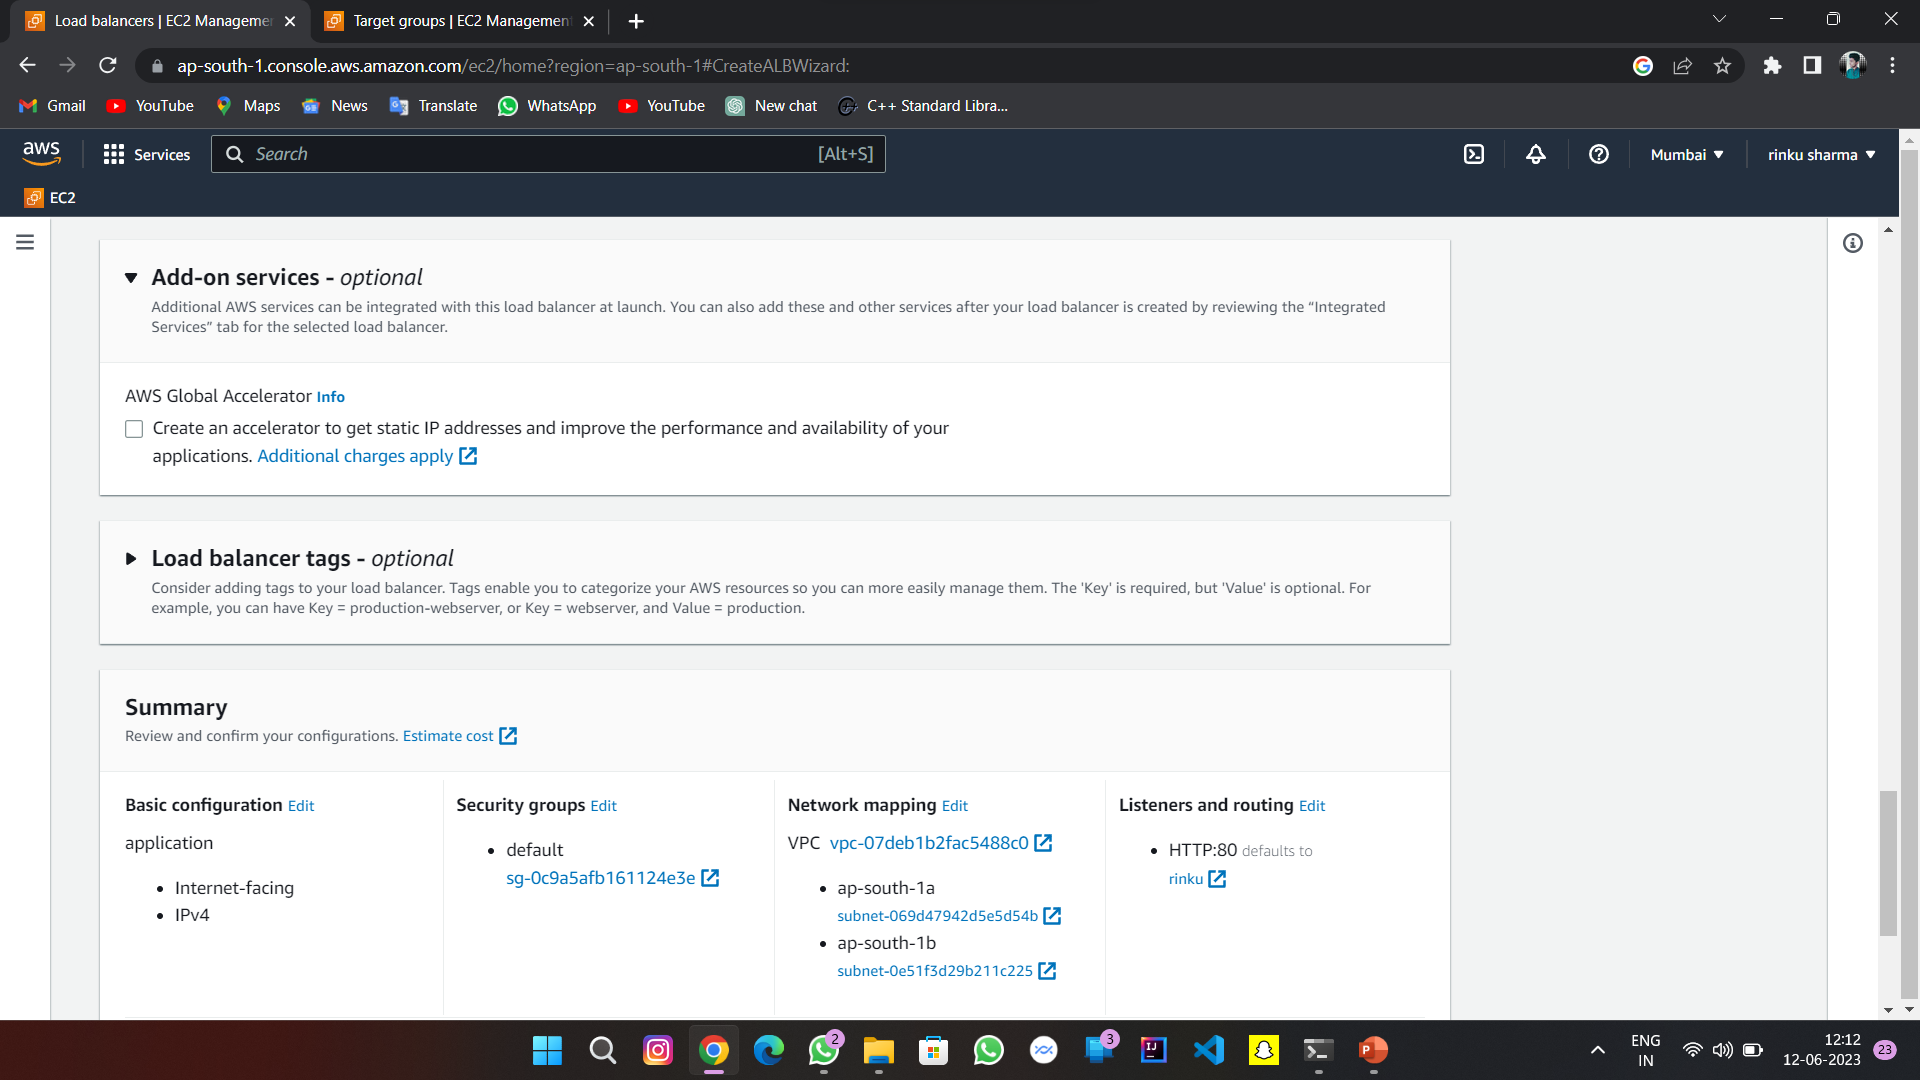 Load balancers | EC2 Manageme
Target groups | EC2 Management
ap-south-1.console.aws.amazon.com/ec2/home?region=ap-south-1#CreateALBWizard:
Gmail
YouTube
Maps
News
Translate
WhatsApp
YouTube
New chat
C++ Standard Libra...
aws
Services
Search
[Alt+S]
Mumbai
rinku sharma
EC2
Add-on services - optional
Additional AWS services can be integrated with this load balancer at launch. You can also add these and other services after your load balancer is created by reviewing the “Integrated
Services” tab for the selected load balancer.
AWS Global Accelerator Info
Create an accelerator to get static IP addresses and improve the performance and availability of your
applications. Additional charges apply
Load balancer tags - optional
Consider adding tags to your load balancer. Tags enable you to categorize your AWS resources so you can more easily manage them. The 'Key' is required, but 'Value' is optional. For
example, you can have Key = production-webserver, or Key = webserver, and Value = production.
Summary
Review and confirm your configurations. Estimate cost
Basic configuration Edit
application
• Internet-facing
• IPv4
Security groups Edit
• default
sg-0c9a5afb161124e3e
Network mapping Edit
VPC vpc-07deb1b2fac5488c0
• ap-south-1a
subnet-069d47942d5e5d54b
• ap-south-1b
subnet-0e51f3d29b211c225
Listeners and routing Edit
• HTTP:80 defaults to
rinku
2
3
IJ
P
ENG
IN
12:12
12-06-2023
23